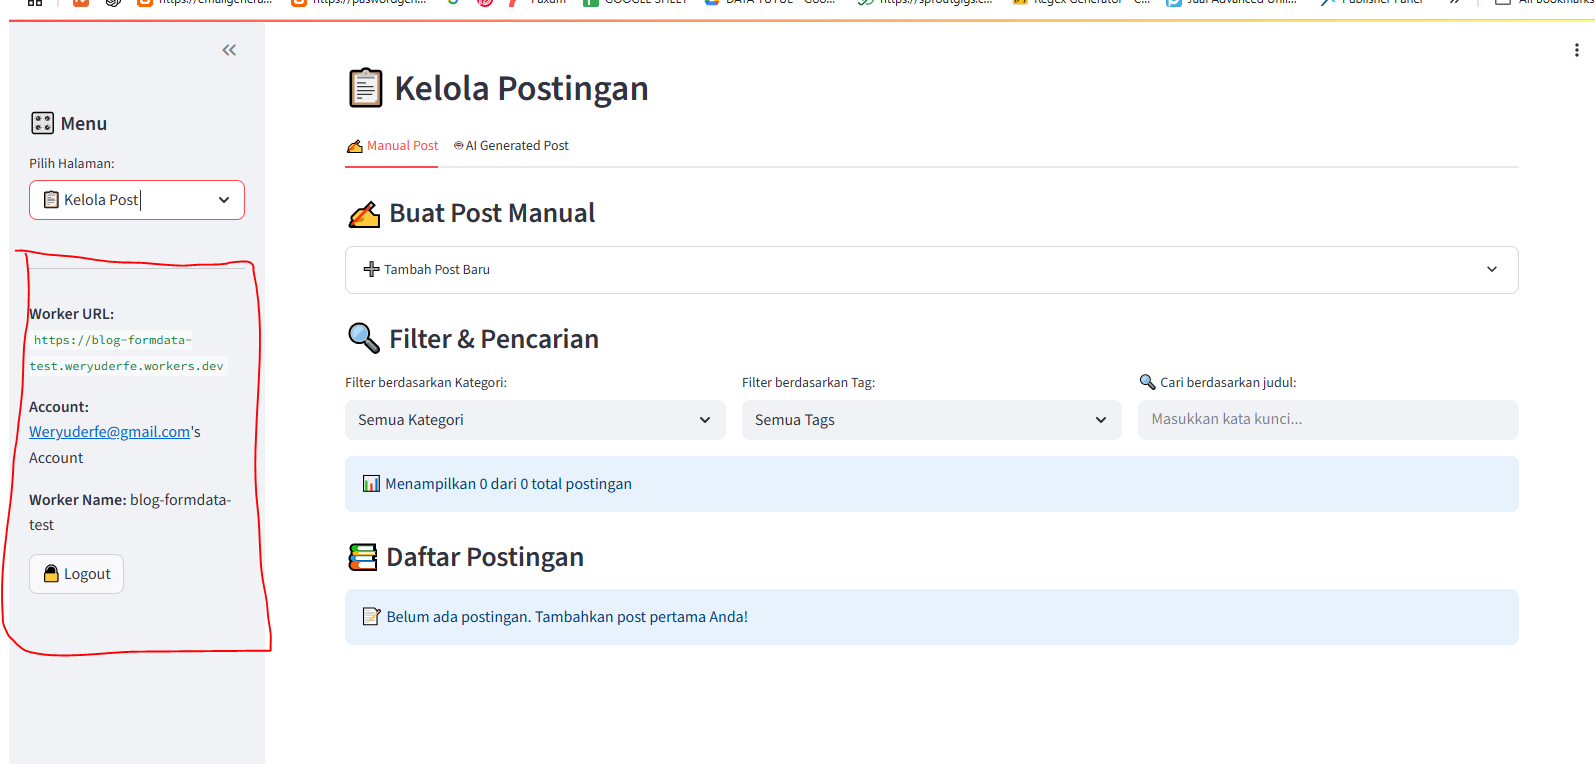 https://emailgenera...
https://paswordgen...
Paxum
GOOGLE SHEET
DATA TUYUL - Goo...
https://sproutgigs.c...
Regex Generator - C...
Jual Advanced Onli...
Publisher Panel
All Bookmarks
Menu
Pilih Halaman:
Kelola Post
Worker URL:
https://blog-formdata-
test.weryuderfe.workers.dev
Account:
Weryuderfe@gmail.com's
Account
Worker Name: blog-formdata-
test
Logout
Kelola Postingan
Manual Post
AI Generated Post
Buat Post Manual
Tambah Post Baru
Filter & Pencarian
Filter berdasarkan Kategori:
Filter berdasarkan Tag:
Cari berdasarkan judul:
Semua Kategori
Semua Tags
Masukkan kata kunci...
Menampilkan 0 dari 0 total postingan
Daftar Postingan
Belum ada postingan. Tambahkan post pertama Anda!